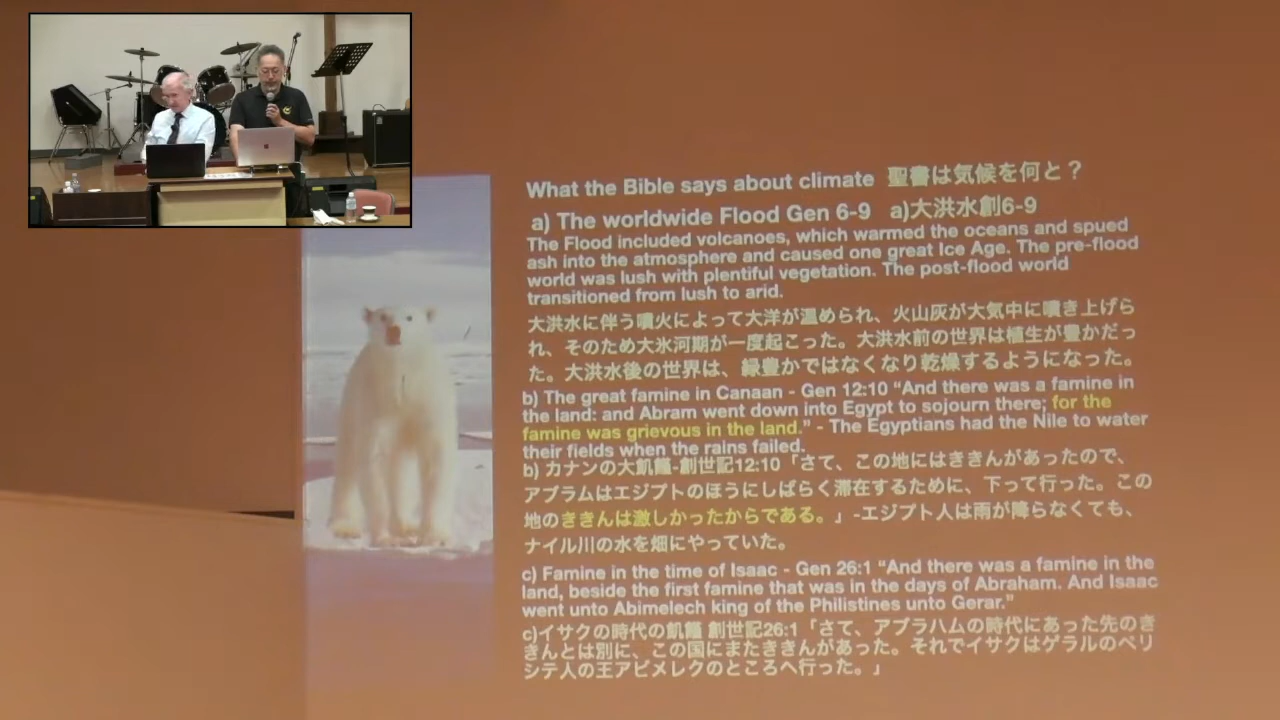 What the Bible says about climate 聖書は気候を何と？
a) The worldwide Flood Gen 6-9 a)大洪水創6-9
The Flood included volcanoes, which warmed the oceans and spued
ash into the atmosphere and caused one great Ice Age. The pre-flood
world was lush with plentiful vegetation. The post-flood world
transitioned from lush to arid.
大洪水に伴う噴火によって大洋が温められ、火山灰が大気中に噴き上げら
れ、そのため大氷河期が一度起こった。大洪水前の世界は植生が豊かだっ
た。大洪水後の世界は、緑豊かではなくなり乾燥するようになった。
b) The great famine in Canaan - Gen 12:10 “And there was a famine in
the land: and Abram went down into Egypt to sojourn there; for the
famine was grievous in the land.” - The Egyptians had the Nile to water
their fields when the rains failed.
b) カナンの大飢饉-創世記12:10「さて、この地にはききんがあったので、
アブラムはエジプトのほうにしばらく滞在するために、下って行った。この
地のききんは激しかったからである。」-エジプト人は雨が降らなくても、
ナイル川の水を畑にやっていた。
c) Famine in the time of Isaac - Gen 26:1 “And there was a famine in the
land, beside the first famine that was in the days of Abraham. And Isaac
went unto Abimelech king of the Philistines unto Gerar.”
c)イサクの時代の飢饉 創世記26:1「さて、アブラハムの時代にあった先のき
きんとは別に、この国にまたききんがあった。それでイサクはゲラルのペリ
シテ人の王アビメレクのところへ行った。」